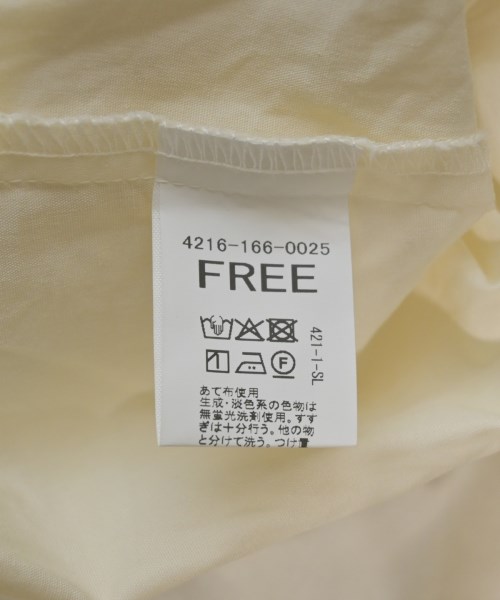 4216-166-0025
FREE
421-1-SL
あて布使用
生成・淡色系の色物は
無蛍光洗剤使用。すす
ぎは十分行う。他の物
と分けて洗う。つけ置